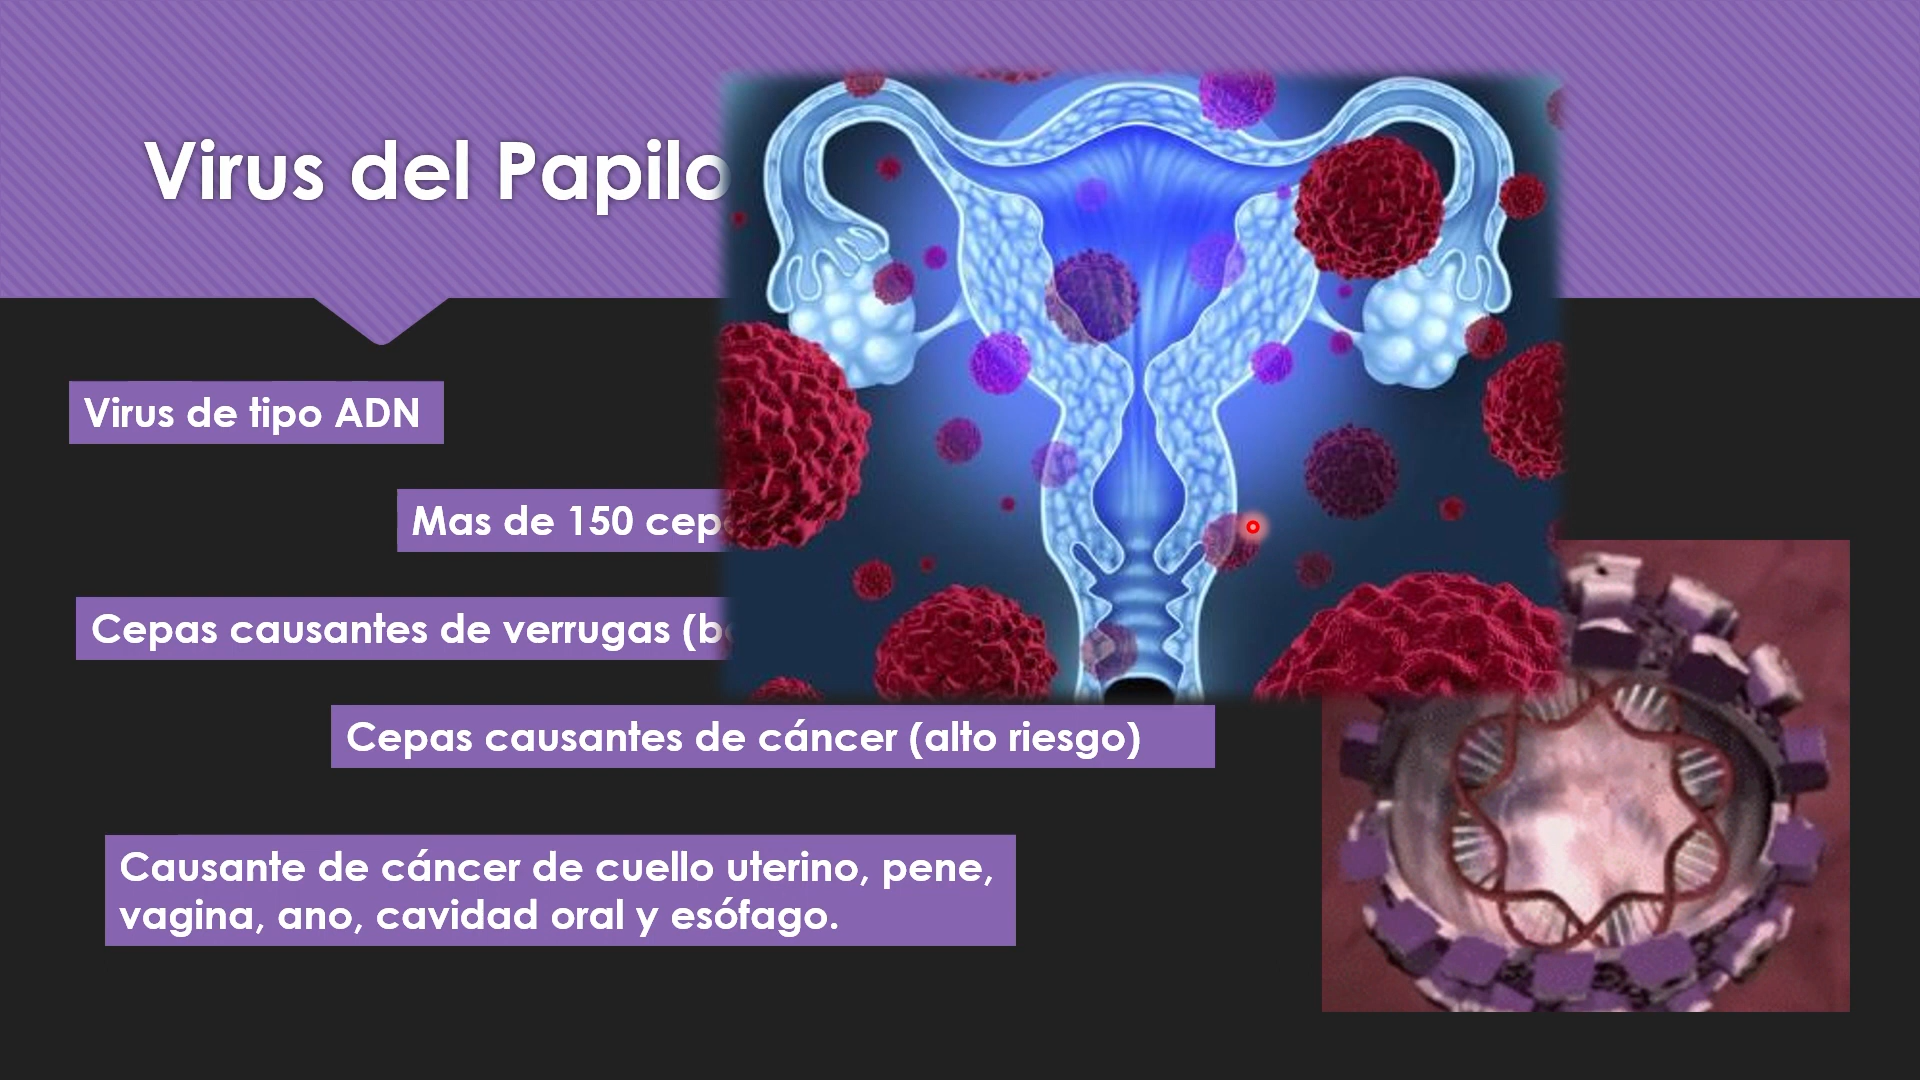 Virus del Papilo
Virus de tipo ADN
Mas de 150 cep
Cepas causantes de verrugas (b
Cepas causantes de cáncer (alto riesgo)
Causante de cáncer de cuello uterino, pene,
vagina, ano, cavidad oral y esófago.